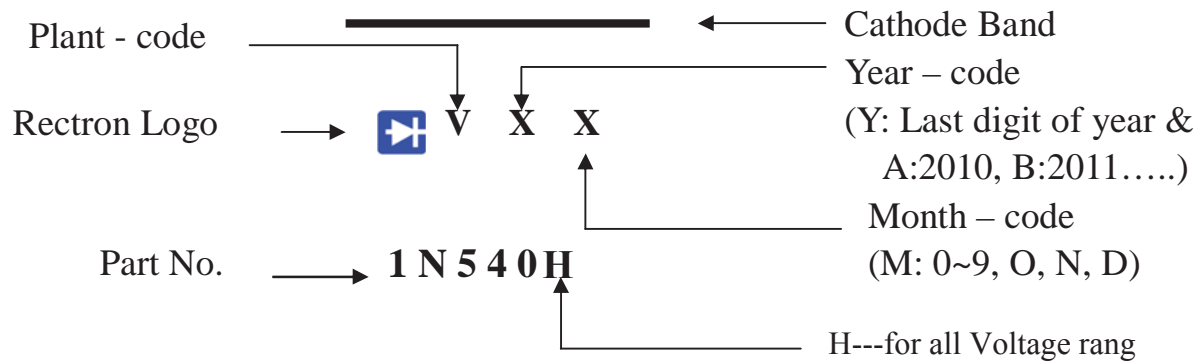 Cathode Band
Plant - code
Year – code
Rectron Logo
V X X
(Y: Last digit of year &
A:2010, B:2011…..)
Month – code
(M: 0~9, O, N, D)
Part No.
1 N 5 4 0 H
H---for all Voltage rang